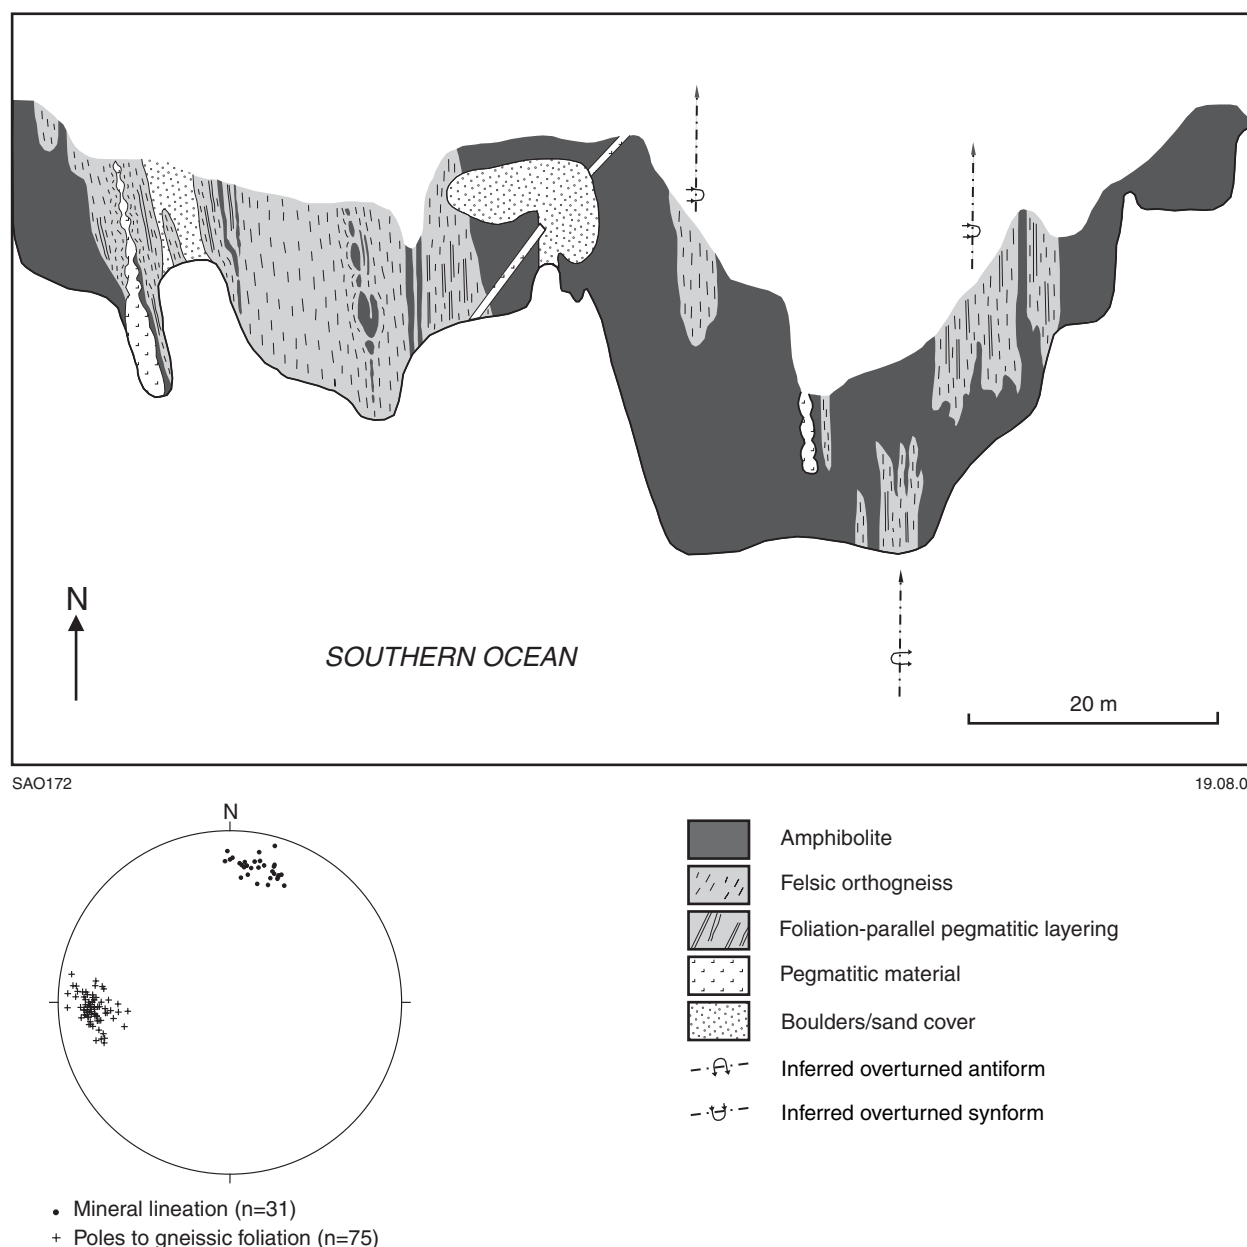 N
SOUTHERN OCEAN
20 m
SAO172
19.08.0
N
Mineral lineation (n=31)
Poles to gneissic foliation (n=75)
Amphibolite
Felsic orthogneiss
Foliation-parallel pegmatitic layering
Pegmatitic material
Boulders/sand cover
Inferred overturned antiform
Inferred overturned synform